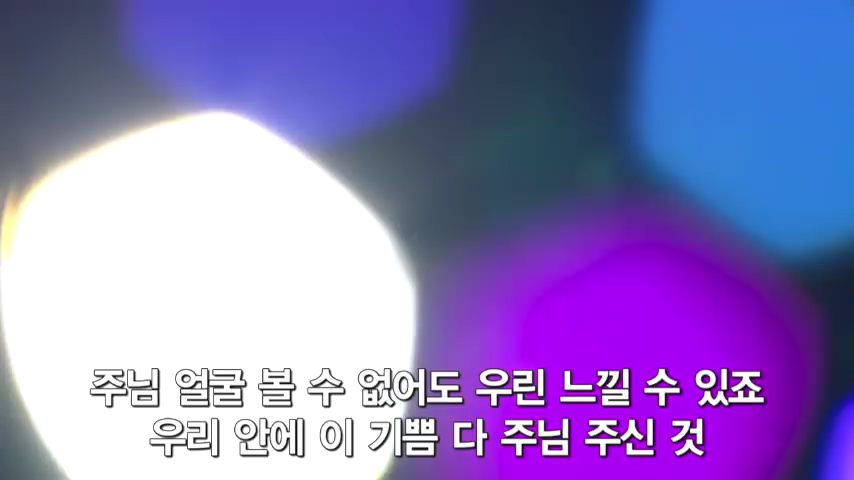 주님 얼굴 볼 수 없어도 우린 느낄 수 있죠
우리 안에 이 기쁨 다 주님 주신 것